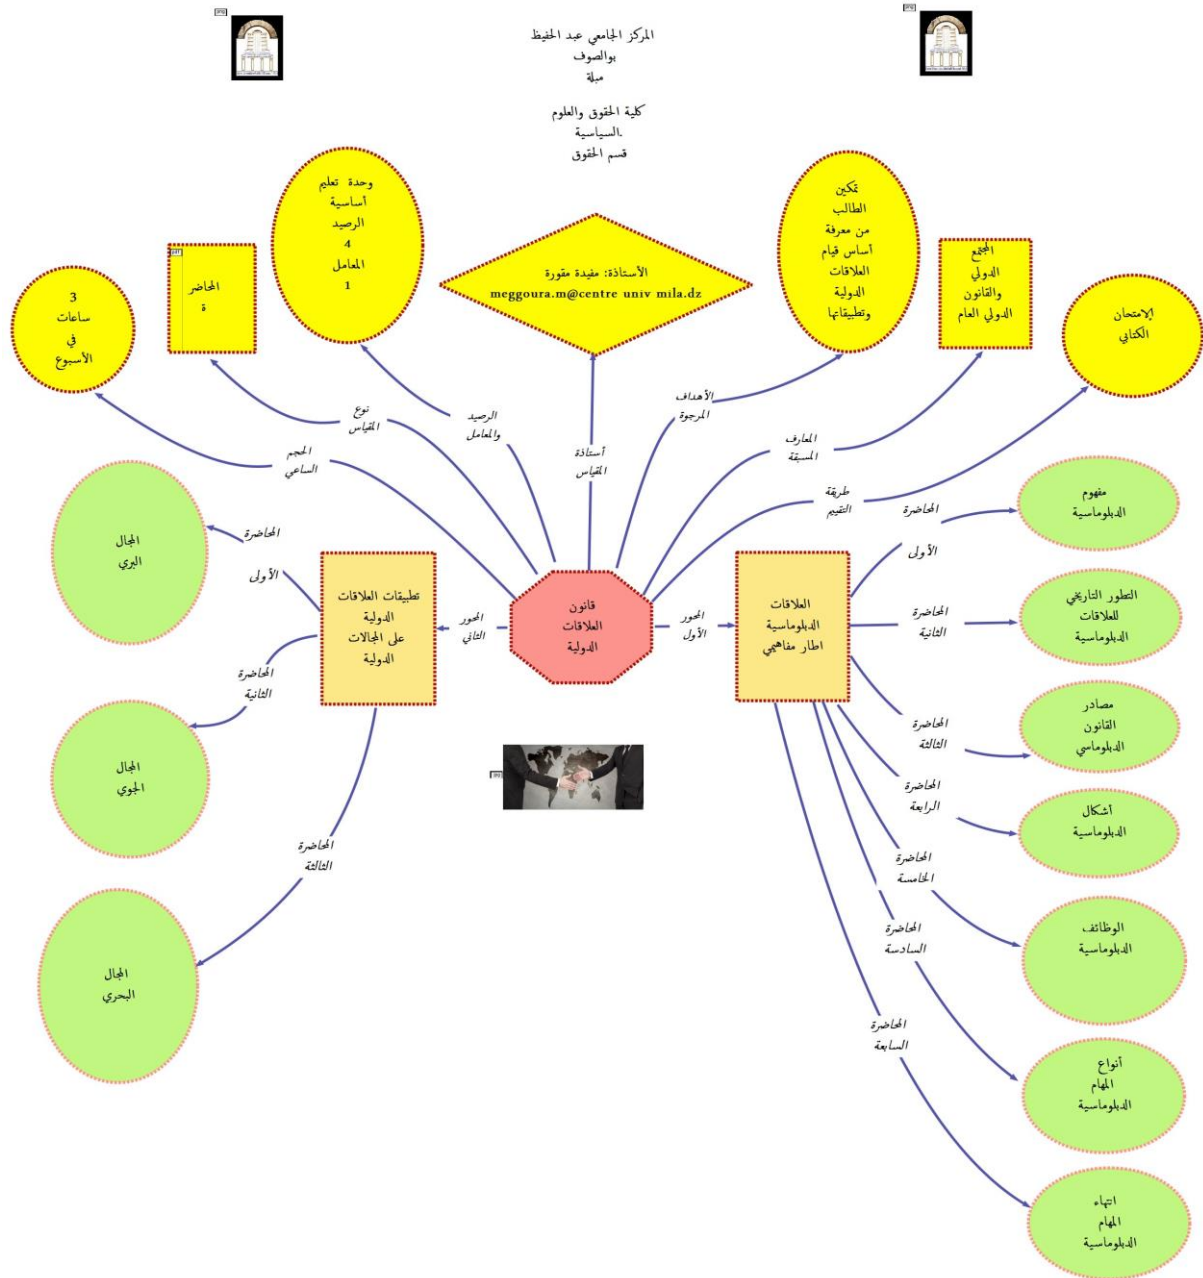 المركز الجامعي عبد الحفيظ
بوالصوف
ميلة
كلية الحقوق والعلوم
السياسية.
قسم الحقوق
تمكين
الطالب
من معرفة
أساس قيام
العلاقات
الدولية
وتطبيقاتها
المجتمع
الدولي
والقانون
الدولي العام
الإمتحان
الكتابي
الأستاذة: مفيدة مقورة
meggoura.m@centre univ mila.dz
وحدة تعليم
أساسية
الرصيد
4
المعامل
1
المحاضر
ة
3
ساعات
في
الأسبوع
الأهداف
المرجوة
المعارف
المسبقة
طريقة
التقييم
أستاذة
المقياس
الرصيد
والمعامل
نوع
المقياس
الحجم
الساعي
قانون
العلاقات
الدولية
المحور
الأول
العلاقات
الدبلوماسية
اطار مفاهيمي
المحاضرة
الأولى
مفهوم
الدبلوماسية
المحاضرة
الثانية
التطور التاريخي
للعلاقات
الدبلوماسية
المحاضرة
الثالثة
مصادر
القانون
الدبلوماسي
المحاضرة
الرابعة
أشكال
الدبلوماسية
المحاضرة
الخامسة
الوظائف
الدبلوماسية
المحاضرة
السادسة
أنواع
المهام
الدبلوماسية
المحاضرة
السابعة
انتهاء
المهام
الدبلوماسية
المحور
الثاني
تطبيقات العلاقات
الدولية
على المجالات
الدولية
المحاضرة
الأولى
المجال
البري
المحاضرة
الثانية
المجال
الجوي
المحاضرة
الثالثة
المجال
البحري